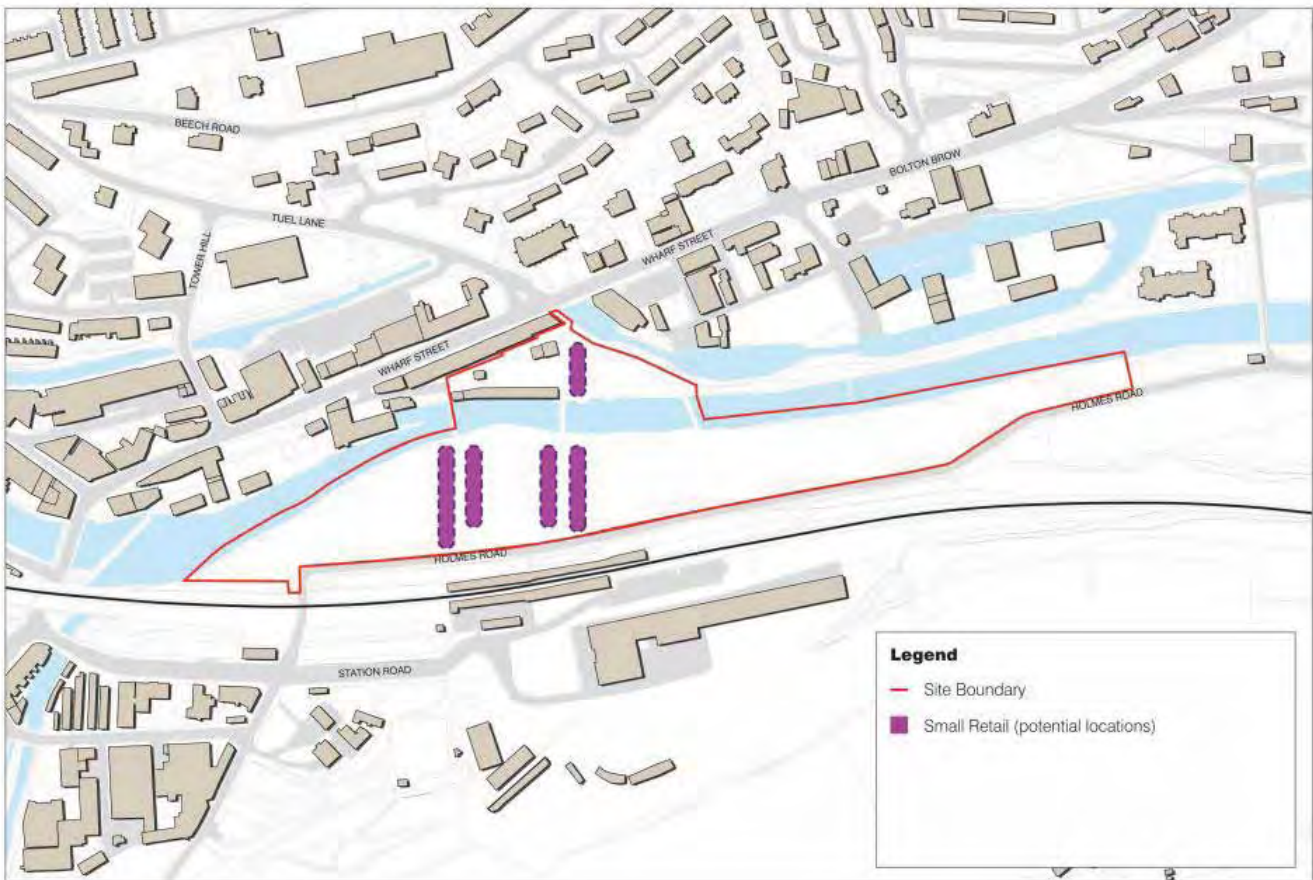 BEECH ROAD
BOLTON BROW
TUEL LANE
TOWER HILL
WHARF STREET
WHARF STREET
HOLMES ROAD
HOLMES ROAD
STATION ROAD
Legend
Site Boundary
Small Retail (potential locations)